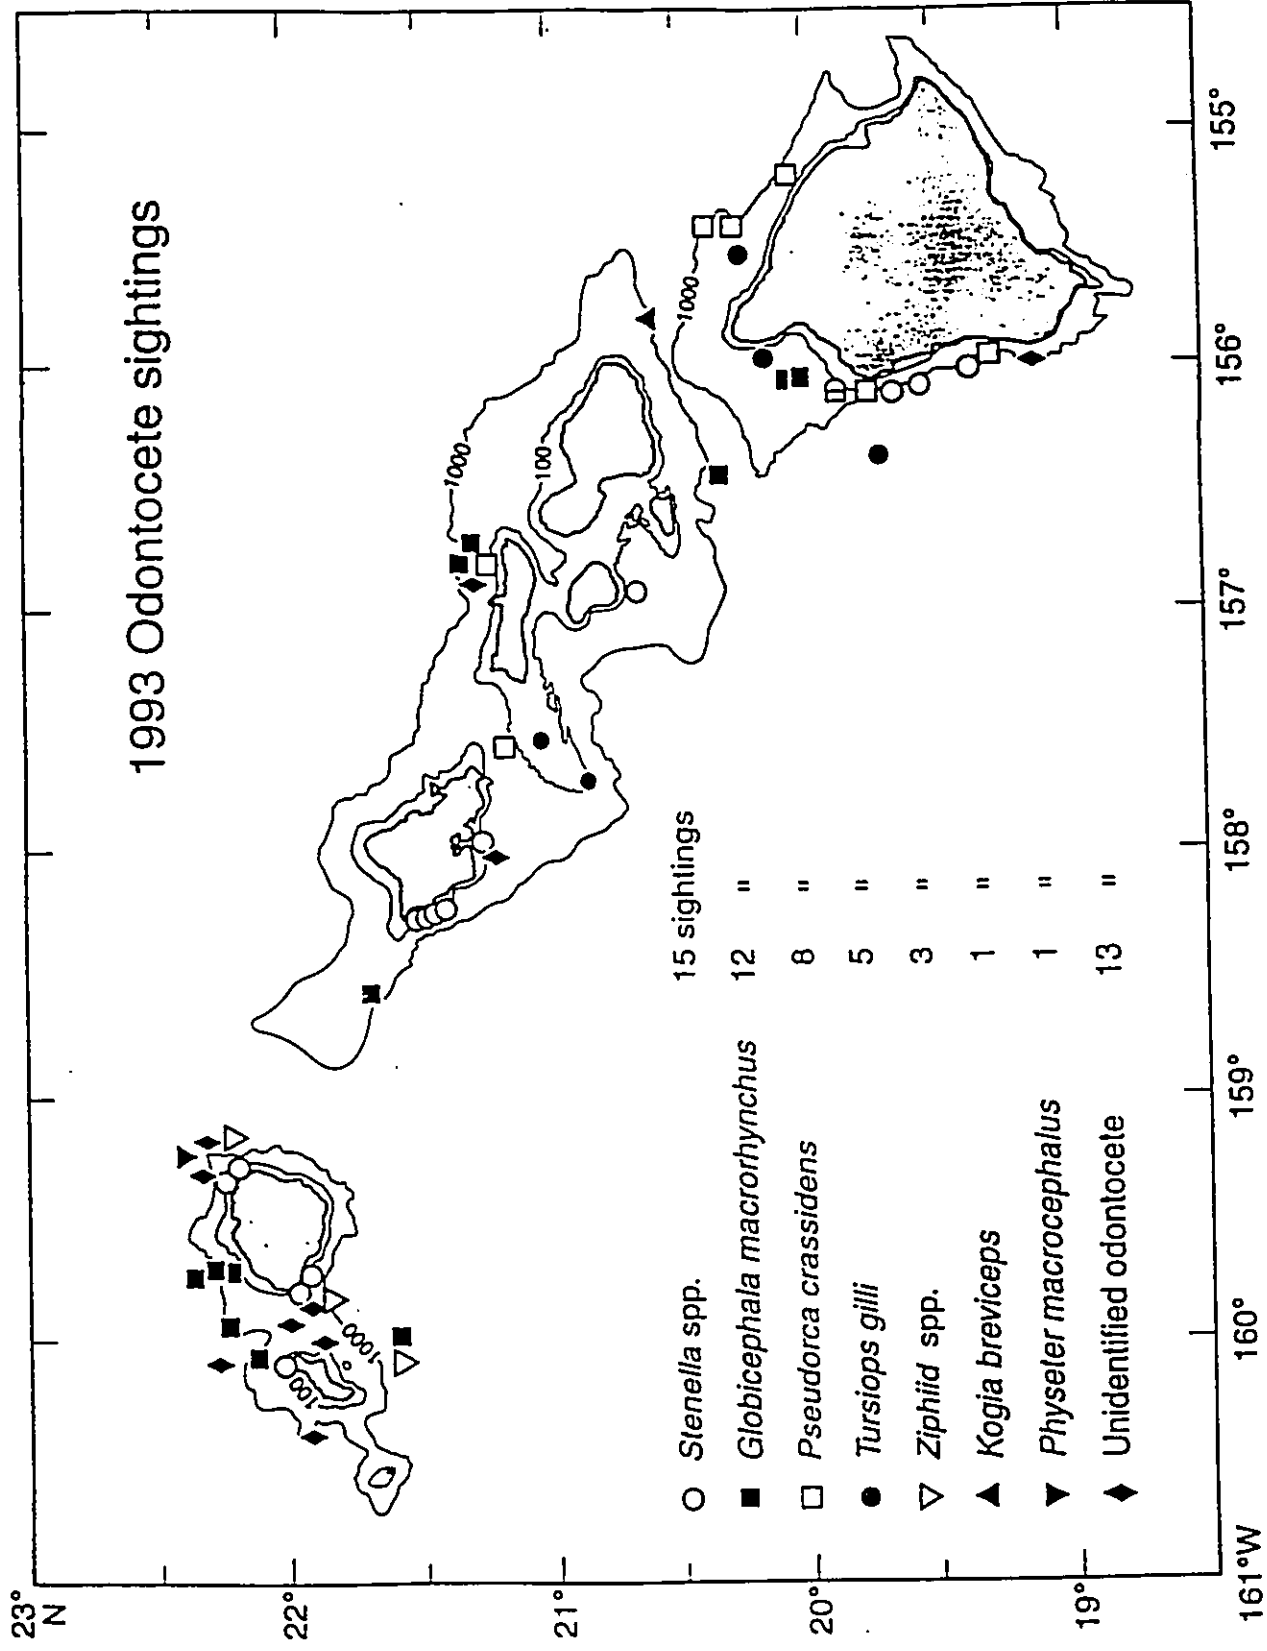 1993 Odontocete sightings
23°
N
22°
21°
20°
19°
161°W
160°
159°
158°
157°
156°
155°
1000
100
1000
100
1000
100
○ Stenella spp. 15 sightings
■ Globicephala macrorhynchus 12 "
□ Pseudorca crassidens 8 "
● Tursiops gilli 5 "
▽ Ziphiid spp. 3 "
▲ Kogia breviceps 1 "
▼ Physeter macrocephalus 1 "
◆ Unidentified odontocete 13 "